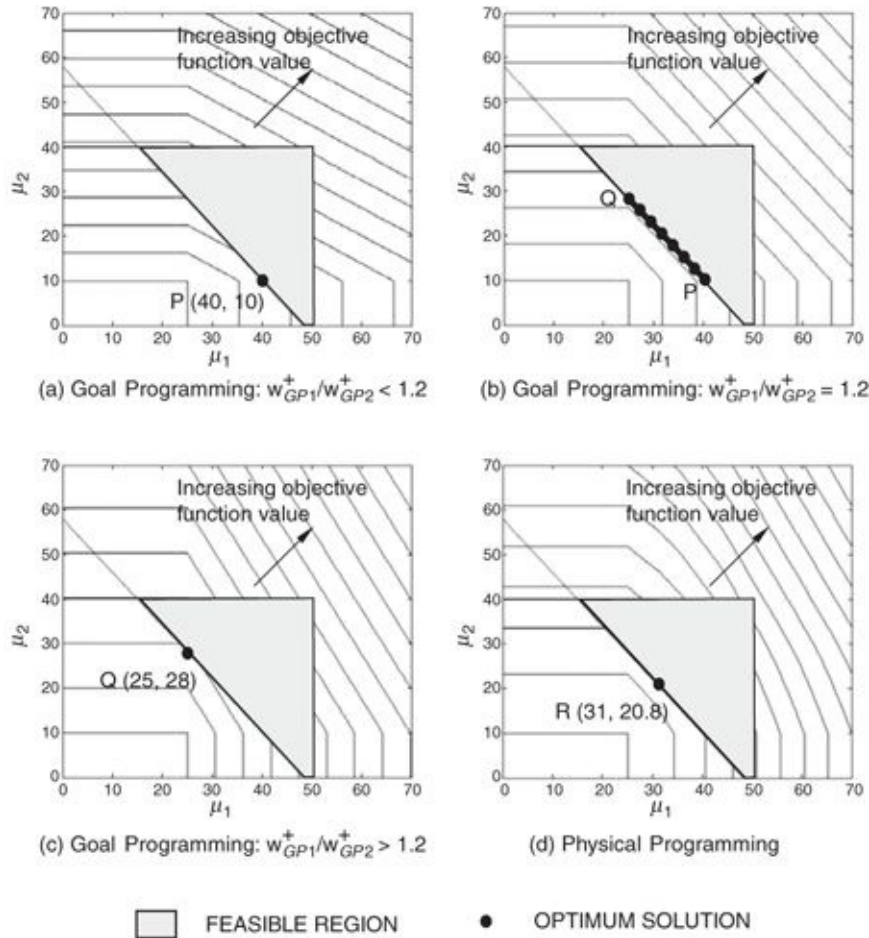 70
60
50
40
30
20
10
0
μ2
Increasing objective
function value
P (40, 10)
0 10 20 30 40 50 60 70
μ1
(a) Goal Programming: w+GP1/w+GP2 < 1.2
70
60
50
40
30
20
10
0
μ2
Increasing objective
function value
Q
P
0 10 20 30 40 50 60 70
μ1
(b) Goal Programming: w+GP1/w+GP2 = 1.2
70
60
50
40
30
20
10
0
μ2
Increasing objective
function value
Q (25, 28)
0 10 20 30 40 50 60 70
μ1
(c) Goal Programming: w+GP1/w+GP2 > 1.2
70
60
50
40
30
20
10
0
μ2
Increasing objective
function value
R (31, 20.8)
0 10 20 30 40 50 60 70
μ1
(d) Physical Programming
FEASIBLE REGION
OPTIMUM SOLUTION